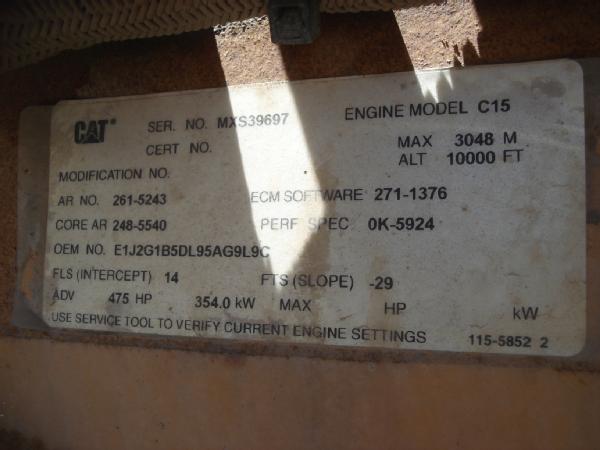 CAT® SER. NO. MXS39697 ENGINE MODEL C15
CERT NO. MAX 3048 M
ALT 10000 FT
MODIFICATION NO.
AR NO. 261-5243 ECM SOFTWARE 271-1376
CORE AR 248-5540 PERF SPEC 0K-5924
OEM NO. E1J2G1B5DL95AG9L9C
FLS (INTERCEPT) 14 FTS (SLOPE) -29
ADV 475 HP 354.0 kW MAX HP kW
USE SERVICE TOOL TO VERIFY CURRENT ENGINE SETTINGS 115-5852 2